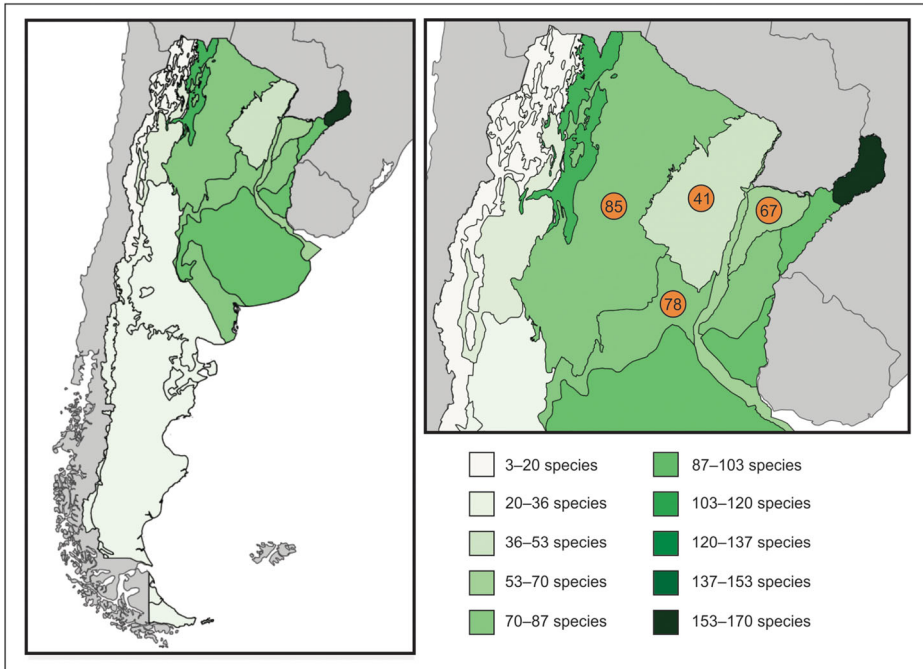 85
41
67
78
3–20 species
20–36 species
36–53 species
53–70 species
70–87 species
87–103 species
103–120 species
120–137 species
137–153 species
153–170 species